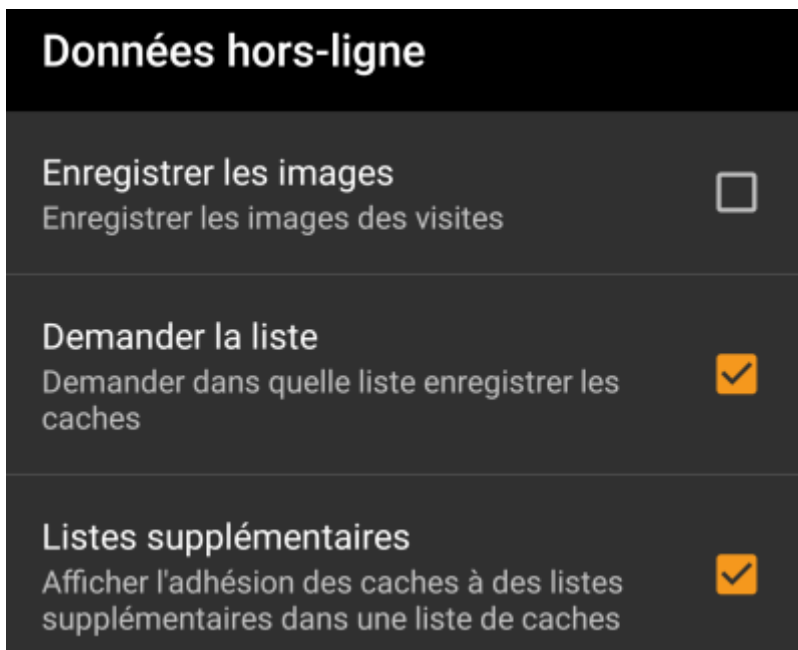 Données hors-ligne
Enregistrer les images
Enregistrer les images des visites
Demander la liste
Demander dans quelle liste enregistrer les
caches
Listes supplémentaires
Afficher l'adhésion des caches à des listes
supplémentaires dans une liste de caches